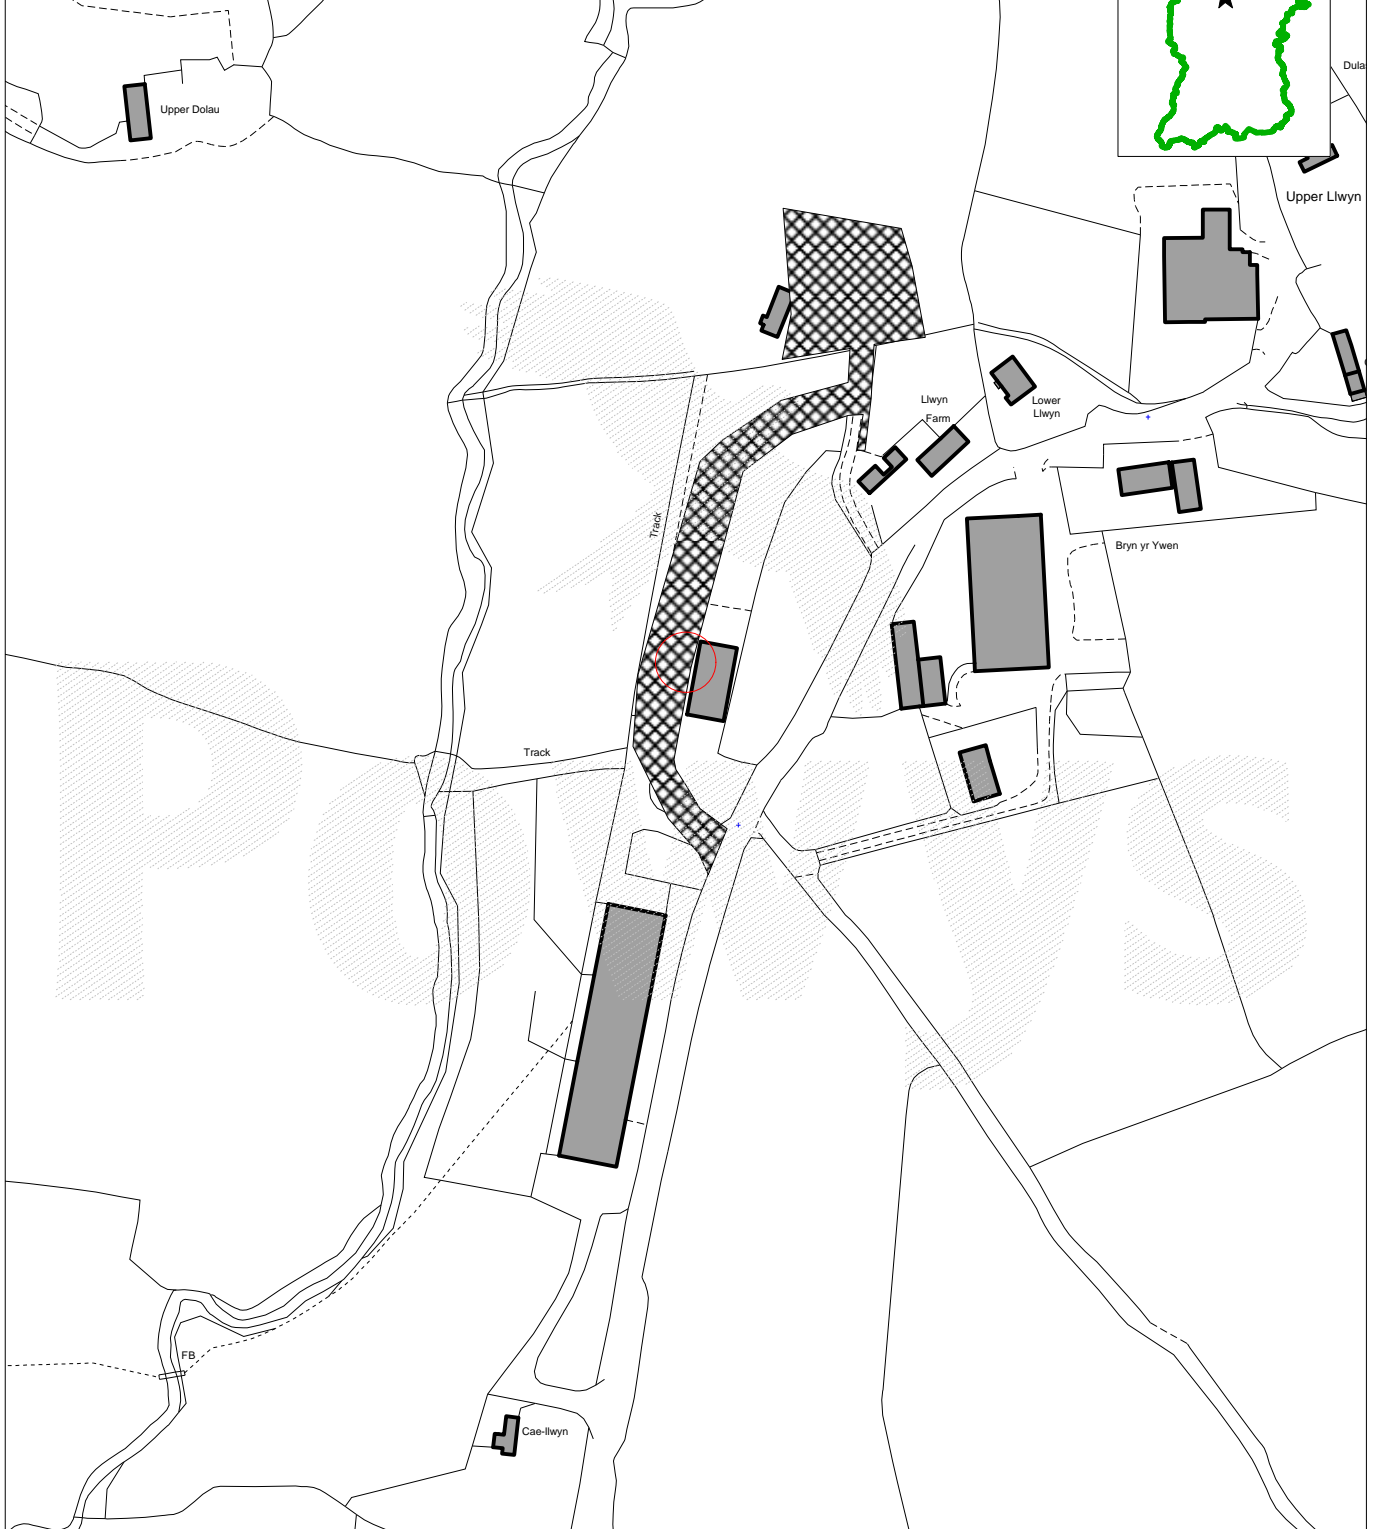 Dula
Upper Dolau
Upper Llwyn
Llwyn
Farm
Lower
Llwyn
Track
Bryn yr Ywen
Track
Powys
FB
Cae-llwyn